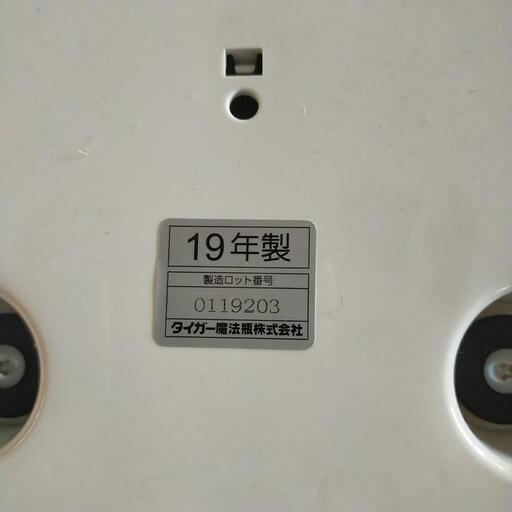 19年製
製造ロット番号
0119203
タイガー魔法瓶株式会社